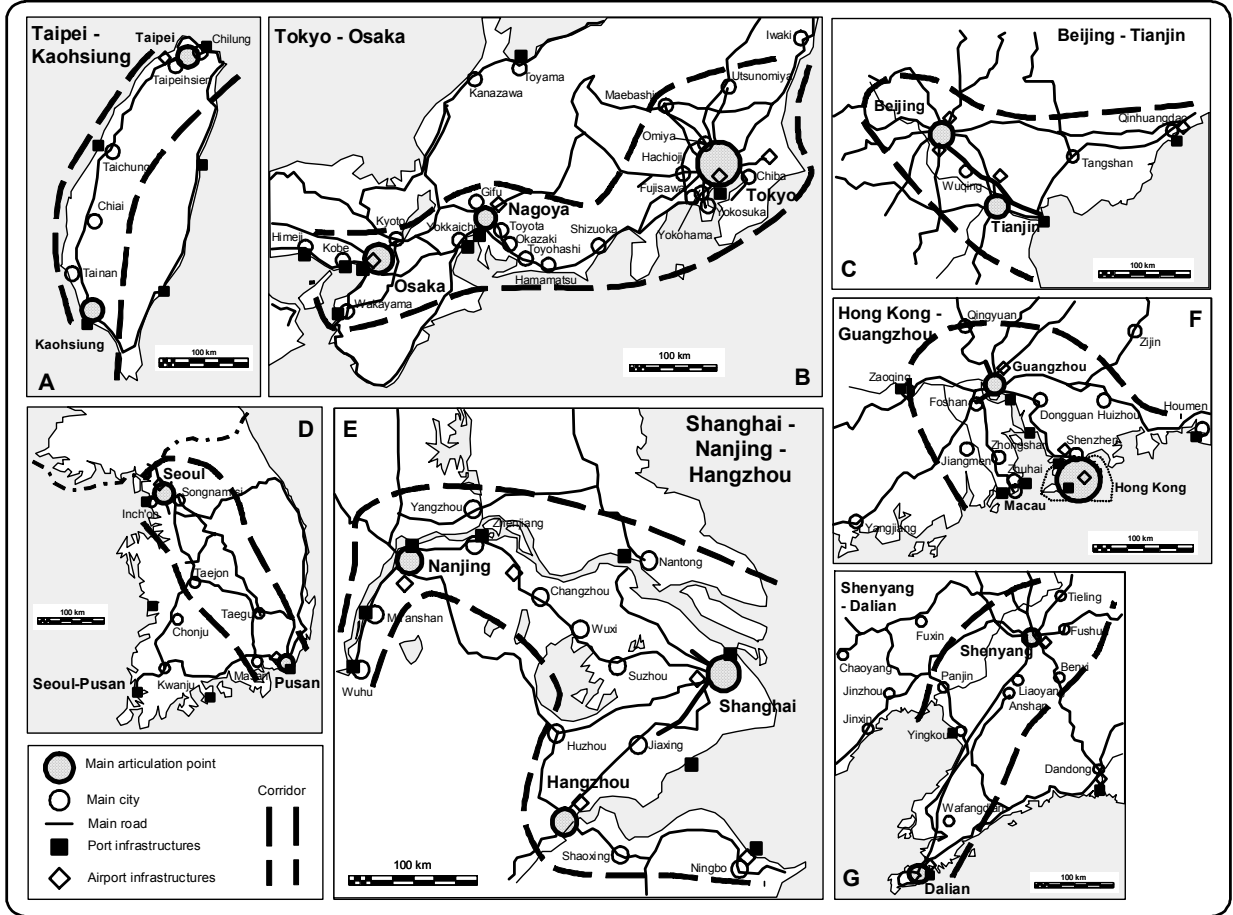 Taipei -
Kaohsiung
Taipei
Chilung
Taipeihsien
Taichung
Chiai
Tainan
Kaohsiung
100 km
A
Tokyo - Osaka
Iwaki
Toyama
Kanazawa
Utsunomiya
Maebashi
Omiya
Hachioji
Fujisawa
Chiba
Tokyo
Yokosuka
Yokohama
Gifu
Nagoya
Kyoto
Yokkaichi
Toyota
Okazaki
Toyohashi
Shizuoka
Himeji
Kobe
Osaka
Hamamatsu
Wakayama
100 km
B
Beijing - Tianjin
Beijing
Qinhuangdao
Tangshan
Wuqing
Tianjin
C
100 km
Hong Kong -
Guangzhou
F
Qingyuan
Zijin
Guangzhou
Zaoqing
Foshan
Dongguan
Huizhou
Houmen
Zhongshan
Shenzhen
Jiangmen
Zhuhai
Hong Kong
Macau
Yangjiang
100 km
D
Seoul
Songnamsi
Inch'on
Taejon
Taegu
100 km
Chonju
Seoul-Pusan
Kwanju
Masan
Pusan
E
Shanghai -
Nanjing -
Hangzhou
Yangzhou
Zhenjiang
Nanjing
Nantong
Changzhou
Ma'anshan
Wuxi
Suzhou
Wuhu
Shanghai
Huzhou
Jiaxing
Hangzhou
Shaoxing
Ningbo
100 km
Shenyang
- Dalian
Tieling
Fuxin
Fushun
Shenyang
Chaoyang
Benxi
Panjin
Liaoyan
Jinzhou
Anshan
Jinxin
Yingkou
Dandong
Wafangdian
G
Dalian
100 km
Main articulation point
Main city
Corridor
Main road
Port infrastructures
Airport infrastructures